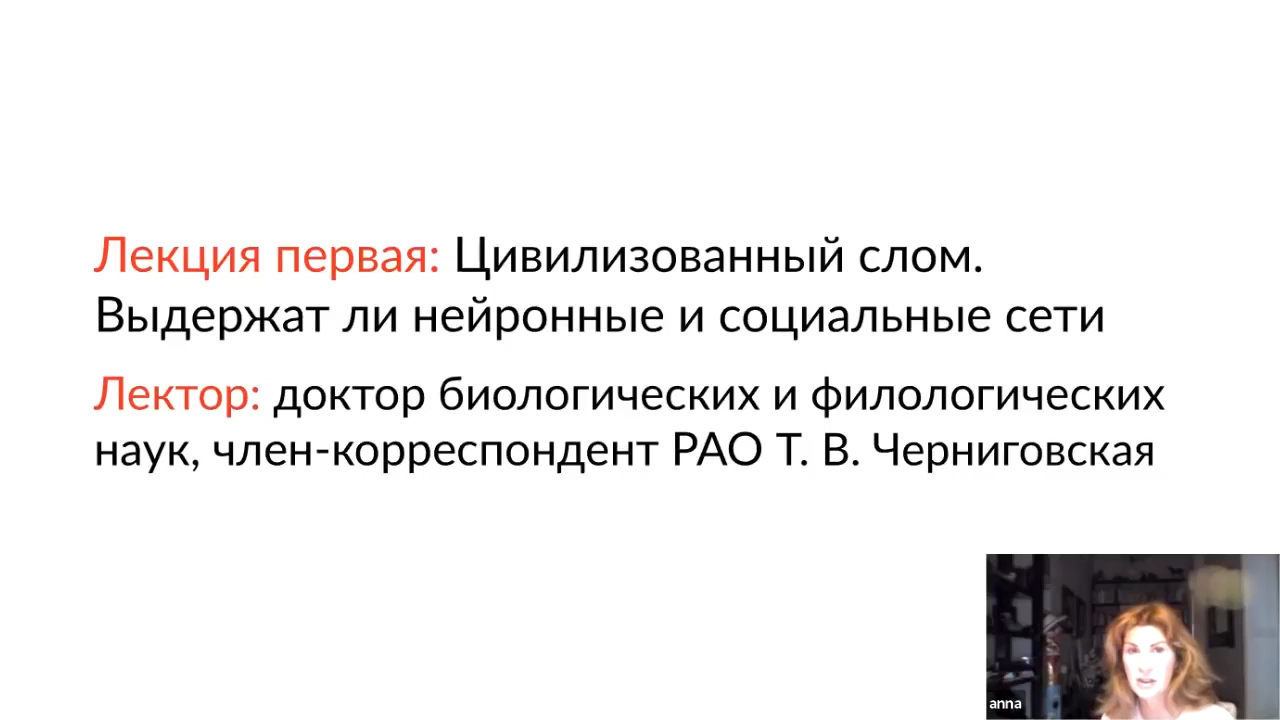 Лекция первая: Цивилизованный слом.
Выдержат ли нейронные и социальные сети
Лектор: доктор биологических и филологических
наук, член-корреспондент РАО Т. В. Черниговская
anna